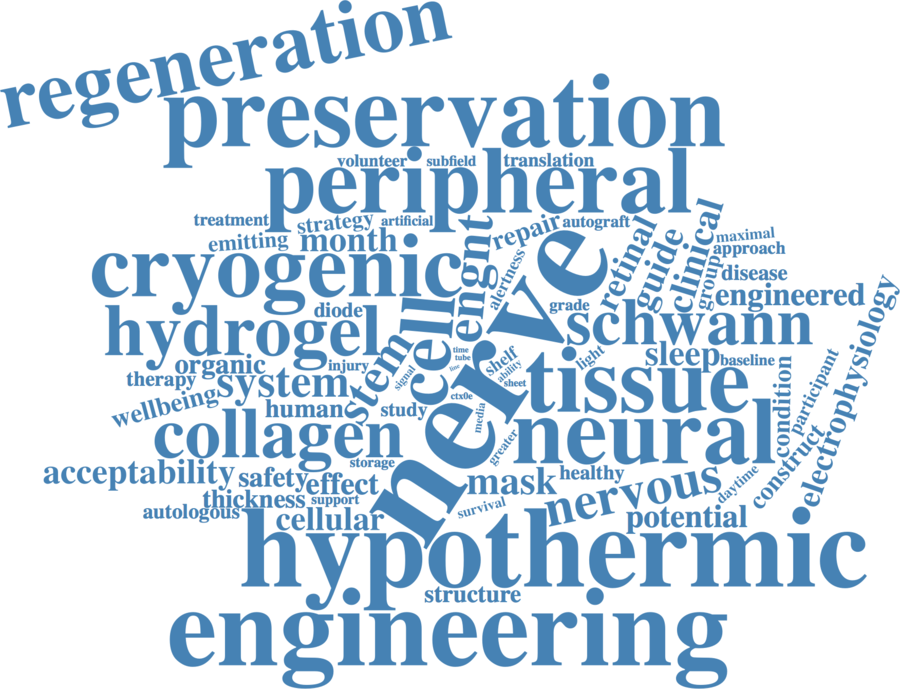 regeneration
preservation
volunteer subfield translation
peripheral
treatment strategy artificial repair autograft
emitting month
cryogenic
engnt
alertness
nerve
retinal
guide
clinical
group
maximal
approach
disease
engineered
hydrogel
diode
cell
grade
schwann
organic
injury
stem
signal
time
tube
line
shelf
ability
sheet
light
sleep baseline
therapy system
tissue
wellbeing human study
ctx0e
media
greater
neural
condition
participant
construct
electrophysiology
collagen
storage
acceptability safety effect
mask healthy
nervous
daytime
thickness support
survival
autologous cellular
potential
hypothermic
structure
engineering